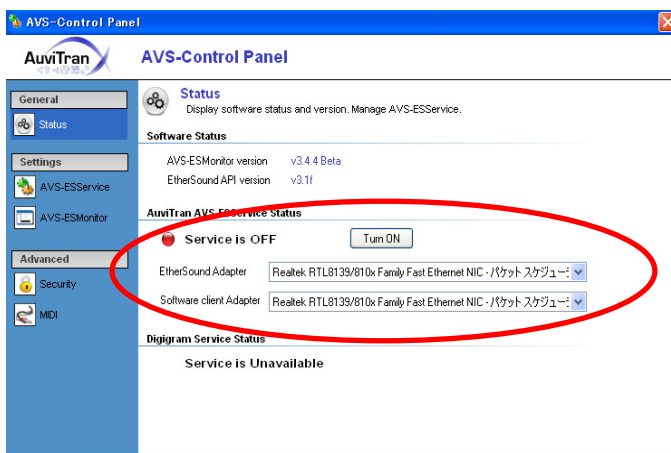 AVS-Control Panel
AuviTran
AVS-Control Panel
General
Status
Settings
AVS-ESService
AVS-ESMonitor
Advanced
Security
MIDI
Status
Display software status and version. Manage AVS-ESService.
Software Status
AVS-ESMonitor version v3.4.4 Beta
EtherSound API version v3.1f
AuviTran AVS-ESService Status
Service is OFF Turn ON
EtherSound Adapter Realtek RTL8139/810x Family Fast Ethernet NIC - パケット スケジュー
Software client Adapter Realtek RTL8139/810x Family Fast Ethernet NIC - パケット スケジュー
Digigram Service Status
Service is Unavailable